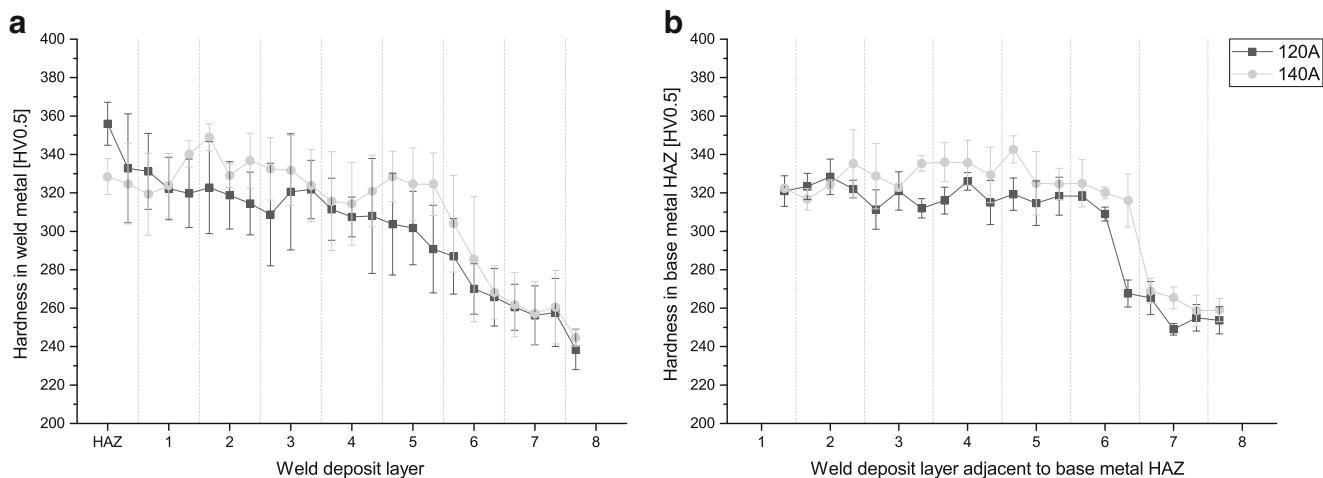 a
400
380
360
340
320
300
280
260
240
220
200
Hardness in weld metal [HV0.5]
HAZ 1 2 3 4 5 6 7 8
Weld deposit layer
b
400
380
360
340
320
300
280
260
240
220
200
Hardness in base metal HAZ [HV0.5]
1 2 3 4 5 6 7 8
Weld deposit layer adjacent to base metal HAZ
120A
140A